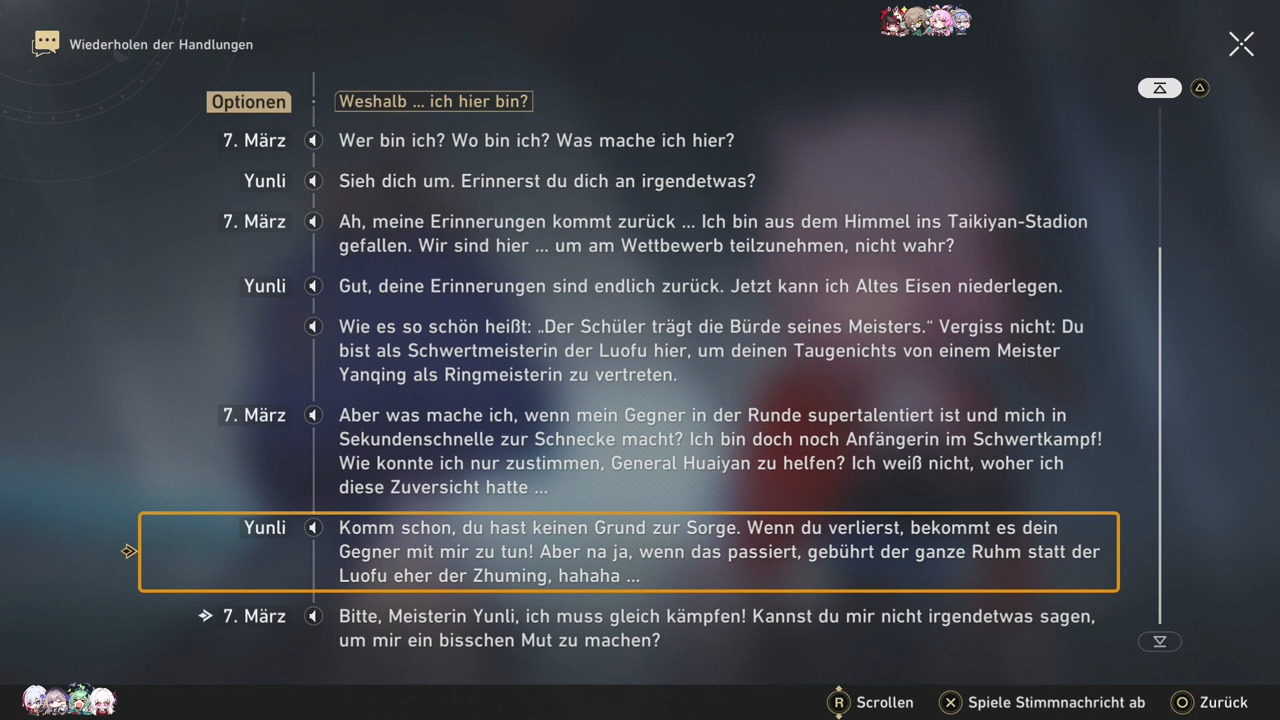 Wiederholen der Handlungen
Optionen
Weshalb ... ich hier bin?
7. März
Wer bin ich? Wo bin ich? Was mache ich hier?
Yunli
Sieh dich um. Erinnerst du dich an irgendetwas?
7. März
Ah, meine Erinnerungen kommt zurück ... Ich bin aus dem Himmel ins Taikiyan-Stadion
gefallen. Wir sind hier ... um am Wettbewerb teilzunehmen, nicht wahr?
Yunli
Gut, deine Erinnerungen sind endlich zurück. Jetzt kann ich Altes Eisen niederlegen.
Wie es so schön heißt: „Der Schüler trägt die Bürde seines Meisters.“ Vergiss nicht: Du
bist als Schwertmeisterin der Luofu hier, um deinen Taugenichts von einem Meister
Yanqing als Ringmeisterin zu vertreten.
7. März
Aber was mache ich, wenn mein Gegner in der Runde supertalentiert ist und mich in
Sekundenschnelle zur Schnecke macht? Ich bin doch noch Anfängerin im Schwertkampf!
Wie konnte ich nur zustimmen, General Huaiyan zu helfen? Ich weiß nicht, woher ich
diese Zuversicht hatte ...
Yunli
Komm schon, du hast keinen Grund zur Sorge. Wenn du verlierst, bekommt es dein
Gegner mit mir zu tun! Aber na ja, wenn das passiert, gebührt der ganze Ruhm statt der
Luofu eher der Zhuming, hahaha ...
7. März
Bitte, Meisterin Yunli, ich muss gleich kämpfen! Kannst du mir nicht irgendetwas sagen,
um mir ein bisschen Mut zu machen?
R Scrollen
Spiele Stimmnachricht ab
Zurück